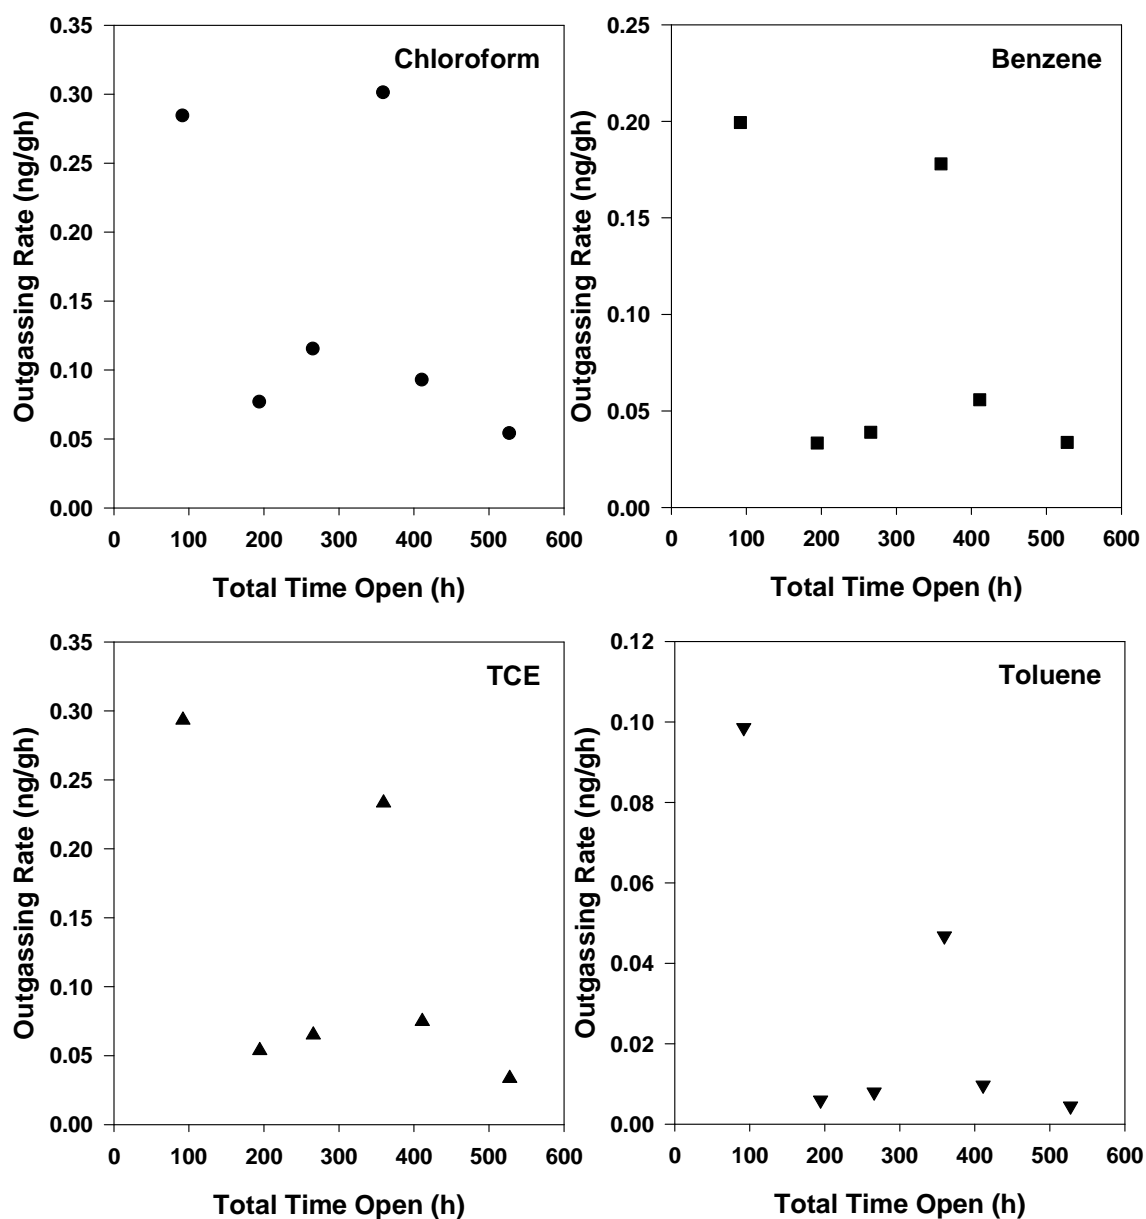 Chloroform
Outgassing Rate (ng/gh)
0.35
0.30
0.25
0.20
0.15
0.10
0.05
0.00
0 100 200 300 400 500 600
Total Time Open (h)
Benzene
Outgassing Rate (ng/gh)
0.25
0.20
0.15
0.10
0.05
0.00
0 100 200 300 400 500 600
Total Time Open (h)
TCE
Outgassing Rate (ng/gh)
0.35
0.30
0.25
0.20
0.15
0.10
0.05
0.00
0 100 200 300 400 500 600
Total Time Open (h)
Toluene
Outgassing Rate (ng/gh)
0.12
0.10
0.08
0.06
0.04
0.02
0.00
0 100 200 300 400 500 600
Total Time Open (h)